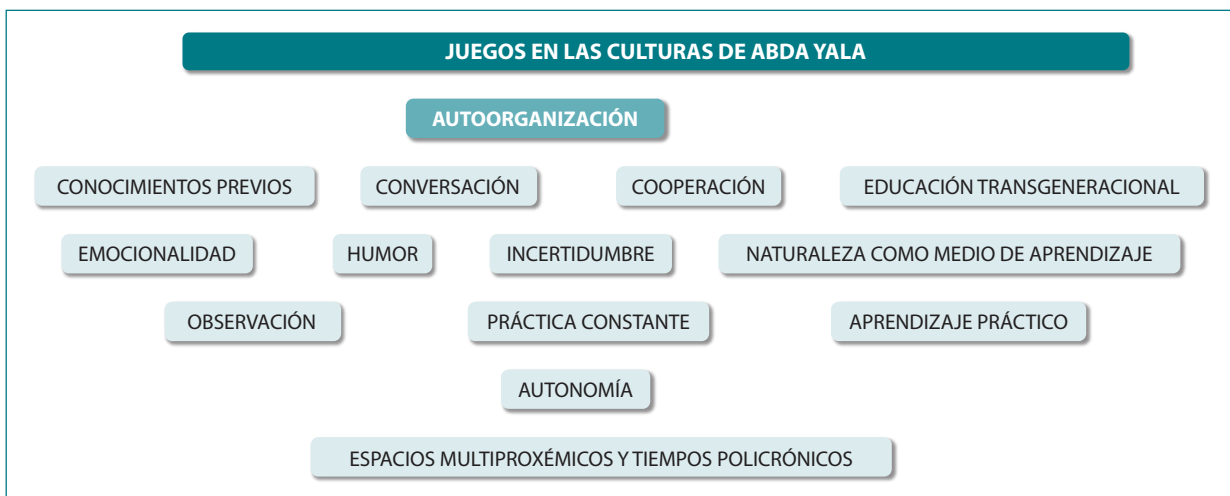 JUEGOS EN LAS CULTURAS DE ABDA YALA
AUTOORGANIZACIÓN
CONOCIMIENTOS PREVIOS
CONVERSACIÓN
COOPERACIÓN
EDUCACIÓN TRANSGENERACIONAL
EMOCIONALIDAD
HUMOR
INCERTIDUMBRE
NATURALEZA COMO MEDIO DE APRENDIZAJE
OBSERVACIÓN
PRÁCTICA CONSTANTE
APRENDIZAJE PRÁCTICO
AUTONOMÍA
ESPACIOS MULTIPROXÉMICOS Y TIEMPOS POLICRÓNICOS